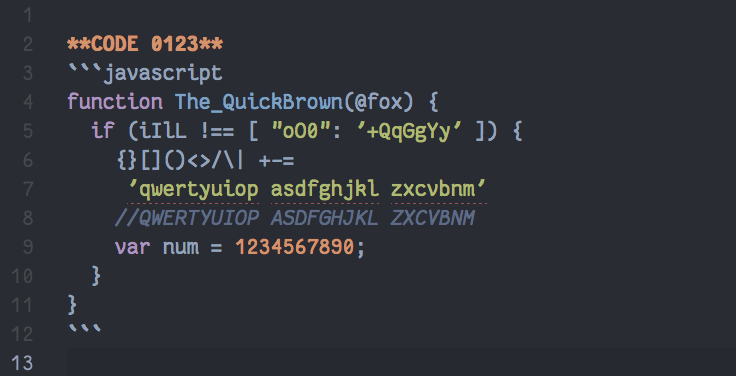 1
2 **CODE 0123**
3 ```javascript
4 function The_QuickBrown(@fox) {
5   if (iIlL !== [ "oO0": '+QqGgYy' ]) {
6     {}[]()<>/\| +-=
7      'qwertyuiop asdfghjkl zxcvbnm'
8     //QWERTYUIOP ASDFGHJKL ZXCVBNM
9     var num = 1234567890;
10   }
11 }
12 ```
13